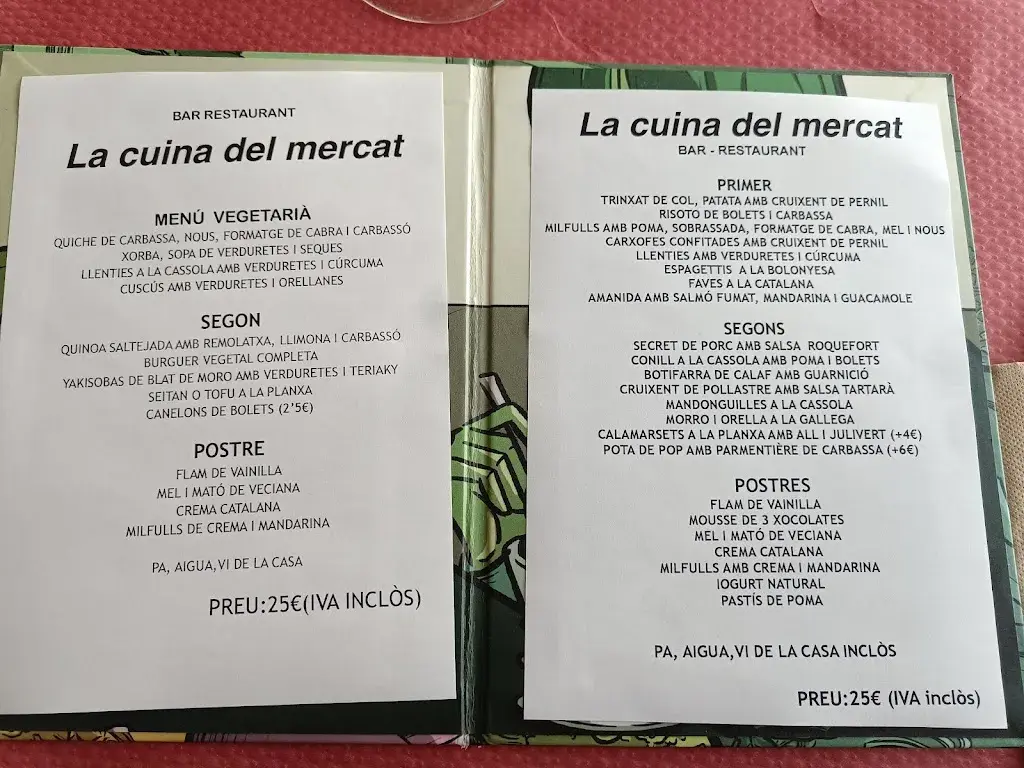 BAR RESTAURANT
La cuina del mercat
MENÚ VEGETARIÀ
QUICHE DE CARBASSA, NOUS, FORMATGE DE CABRA I CARBASSÓ
XORBA, SOPA DE VERDURETES I SEQUES
LLENTIES A LA CASSOLA AMB VERDURETES I CÚRCUMA
CUSCÚS AMB VERDURETES I ORELLANES
SEGON
QUINOA SALTEJADA AMB REMOLATXA, LLIMONA I CARBASSÓ
BURGUER VEGETAL COMPLETA
YAKISOBAS DE BLAT DE MORO AMB VERDURETES I TERIAKY
SEITAN O TOFU A LA PLANXA
CANELONS DE BOLETS (2'5€)
POSTRE
FLAM DE VAINILLA
MEL I MATÓ DE VECIANA
CREMA CATALANA
MILFULLS DE CREMA I MANDARINA
PA, AIGUA,VI DE LA CASA
PREU:25€(IVA INCLÒS)
La cuina del mercat
BAR - RESTAURANT
PRIMER
TRINXAT DE COL, PATATA AMB CRUIXENT DE PERNIL
RISOTO DE BOLETS I CARBASSA
MILFULLS AMB POMA, SOBRASSADA, FORMATGE DE CABRA, MEL I NOUS
CARXOFES CONFITADES AMB CRUIXENT DE PERNIL
LLENTIES AMB VERDURETES I CÚRCUMA
ESPAGETTIS A LA BOLONYESA
FAVES A LA CATALANA
AMANIDA AMB SALMÓ FUMAT, MANDARINA I GUACAMOLE
SEGONS
SECRET DE PORC AMB SALSA ROQUEFORT
CONILL A LA CASSOLA AMB POMA I BOLETS
BOTIFARRA DE CALAF AMB GUARNICIÓ
CRUIXENT DE POLLASTRE AMB SALSA TARTARÀ
MANDONGUILLES A LA CASSOLA
MORRO I ORELLA A LA GALLEGA
CALAMARSETS A LA PLANXA AMB ALL I JULIVERT (+4€)
POTA DE POP AMB PARMENTIÈRE DE CARBASSA (+6€)
POSTRES
FLAM DE VAINILLA
MOUSSE DE 3 XOCOLATES
MEL I MATÓ DE VECIANA
CREMA CATALANA
MILFULLS AMB CREMA I MANDARINA
IOGURT NATURAL
PASTÍS DE POMA
PA, AIGUA,VI DE LA CASA INCLÒS
PREU:25€ (IVA inclòs)